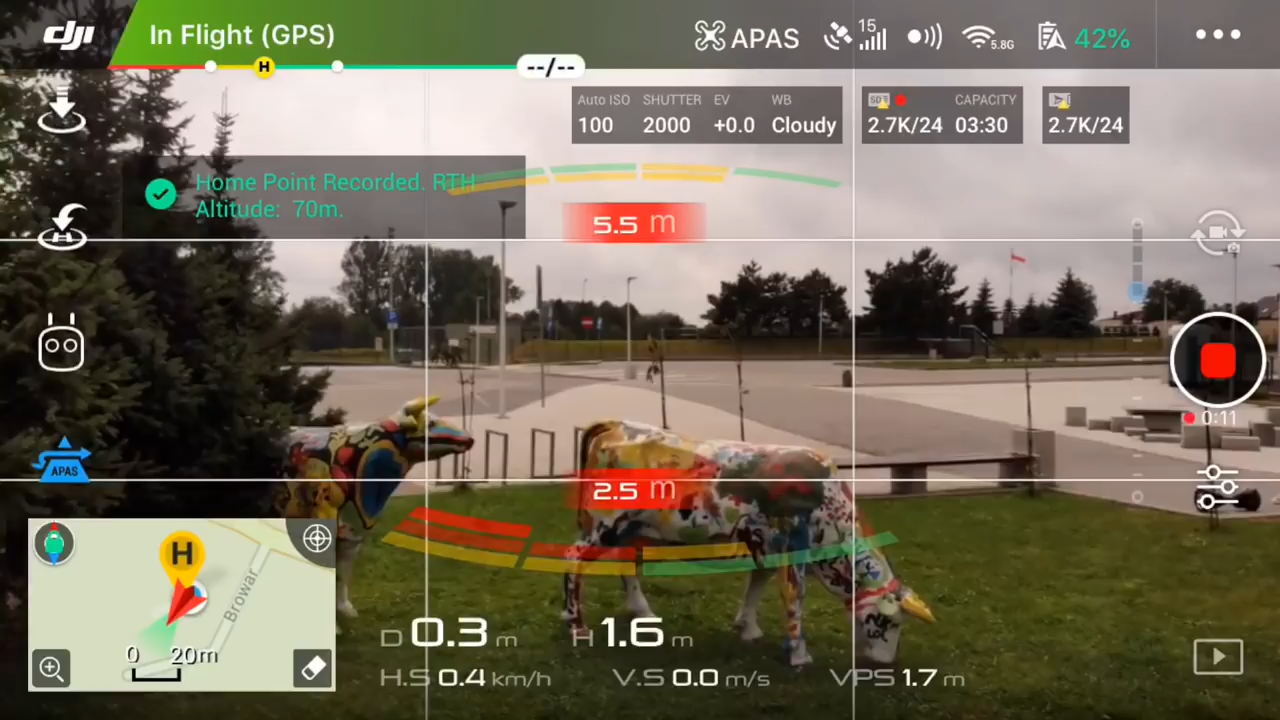 dji
In Flight (GPS)
APAS
15
5.8G
42%
H
--/--
Auto ISO
100
SHUTTER
2000
EV
+0.0
WB
Cloudy
SD
2.7K/24
CAPACITY
03:30
2.7K/24
Home Point Recorded. RTH
Altitude: 70m.
5.5 m
H
0:11
APAS
2.5 m
H
Browar
0 20m
D 0.3 m
H 1.6 m
H.S 0.4 km/h
V.S 0.0 m/s
VPS 1.7 m